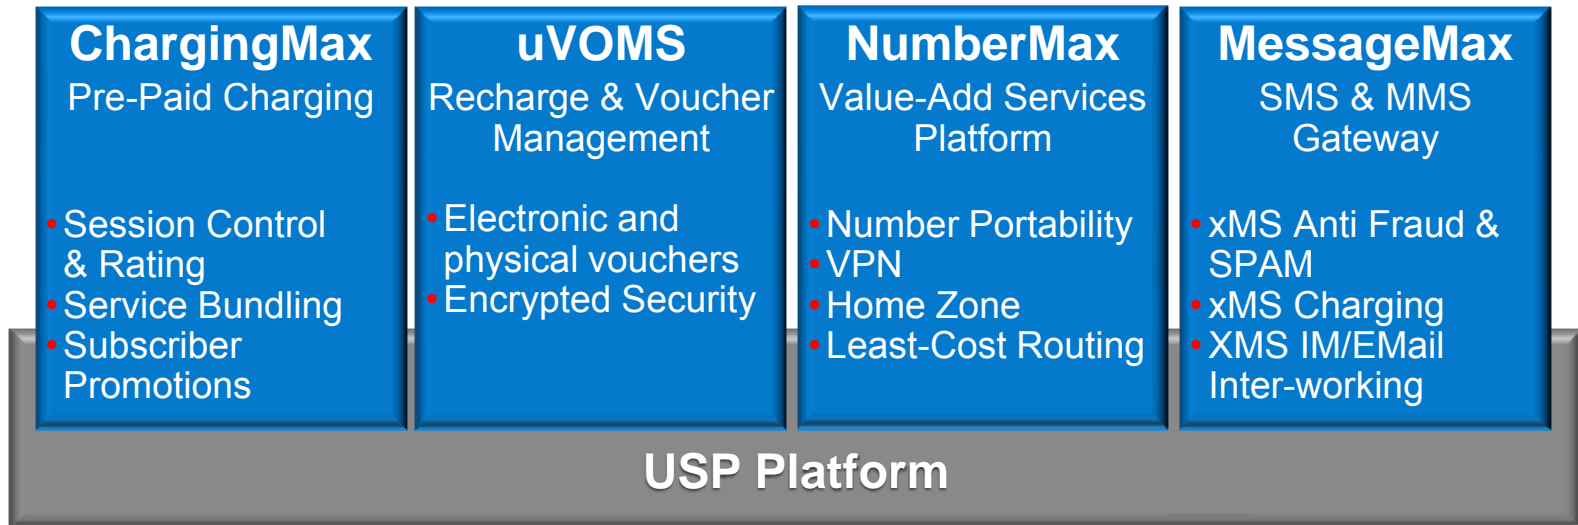 ChargingMax
Pre-Paid Charging
• Session Control
& Rating
• Service Bundling
• Subscriber
Promotions
uVOMS
Recharge & Voucher
Management
• Electronic and
physical vouchers
• Encrypted Security
NumberMax
Value-Add Services
Platform
• Number Portability
• VPN
• Home Zone
• Least-Cost Routing
MessageMax
SMS & MMS
Gateway
• xMS Anti Fraud &
SPAM
• xMS Charging
• XMS IM/EMail
Inter-working
USP Platform